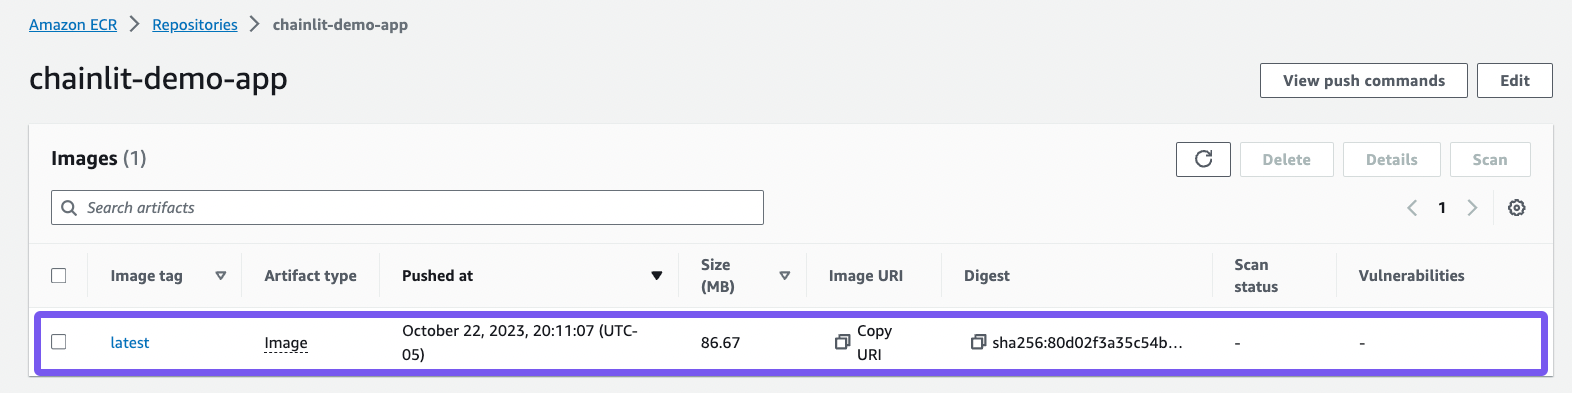 Amazon ECR > Repositories > chainlit-demo-app
chainlit-demo-app
View push commands Edit
Images (1)
Delete Details Scan
Search artifacts
1
Image tag Artifact type Pushed at Size (MB) Image URI Digest Scan status Vulnerabilities
latest Image October 22, 2023, 20:11:07 (UTC-05) 86.67 Copy URI sha256:80d02f3a35c54b... - -